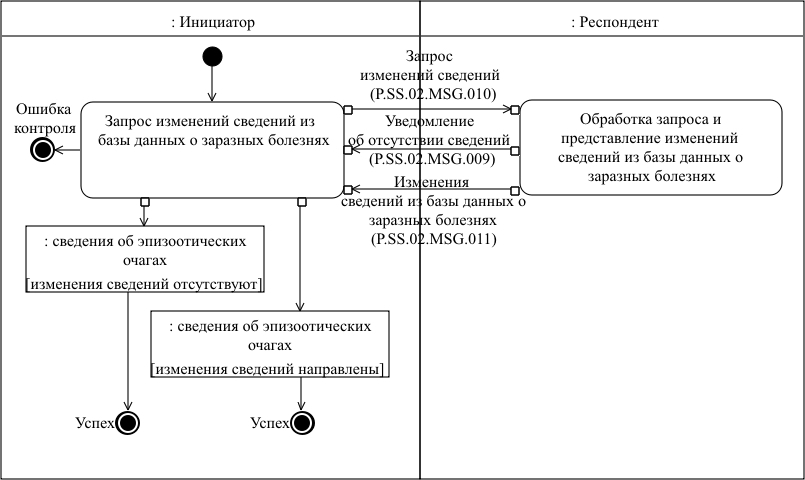 : Инициатор
: Респондент
Запрос
изменений сведений
(P.SS.02.MSG.010)
Ошибка
контроля
Запрос изменений сведений из
базы данных о заразных болезнях
Уведомление
об отсутствии сведений
(P.SS.02.MSG.009)
Обработка запроса и
представление изменений
сведений из базы данных о
заразных болезнях
Изменения
сведений из базы данных о
заразных болезнях
(P.SS.02.MSG.011)
: сведения об эпизоотических
очагах
[изменения сведений отсутствуют]
: сведения об эпизоотических
очагах
[изменения сведений направлены]
Успех
Успех